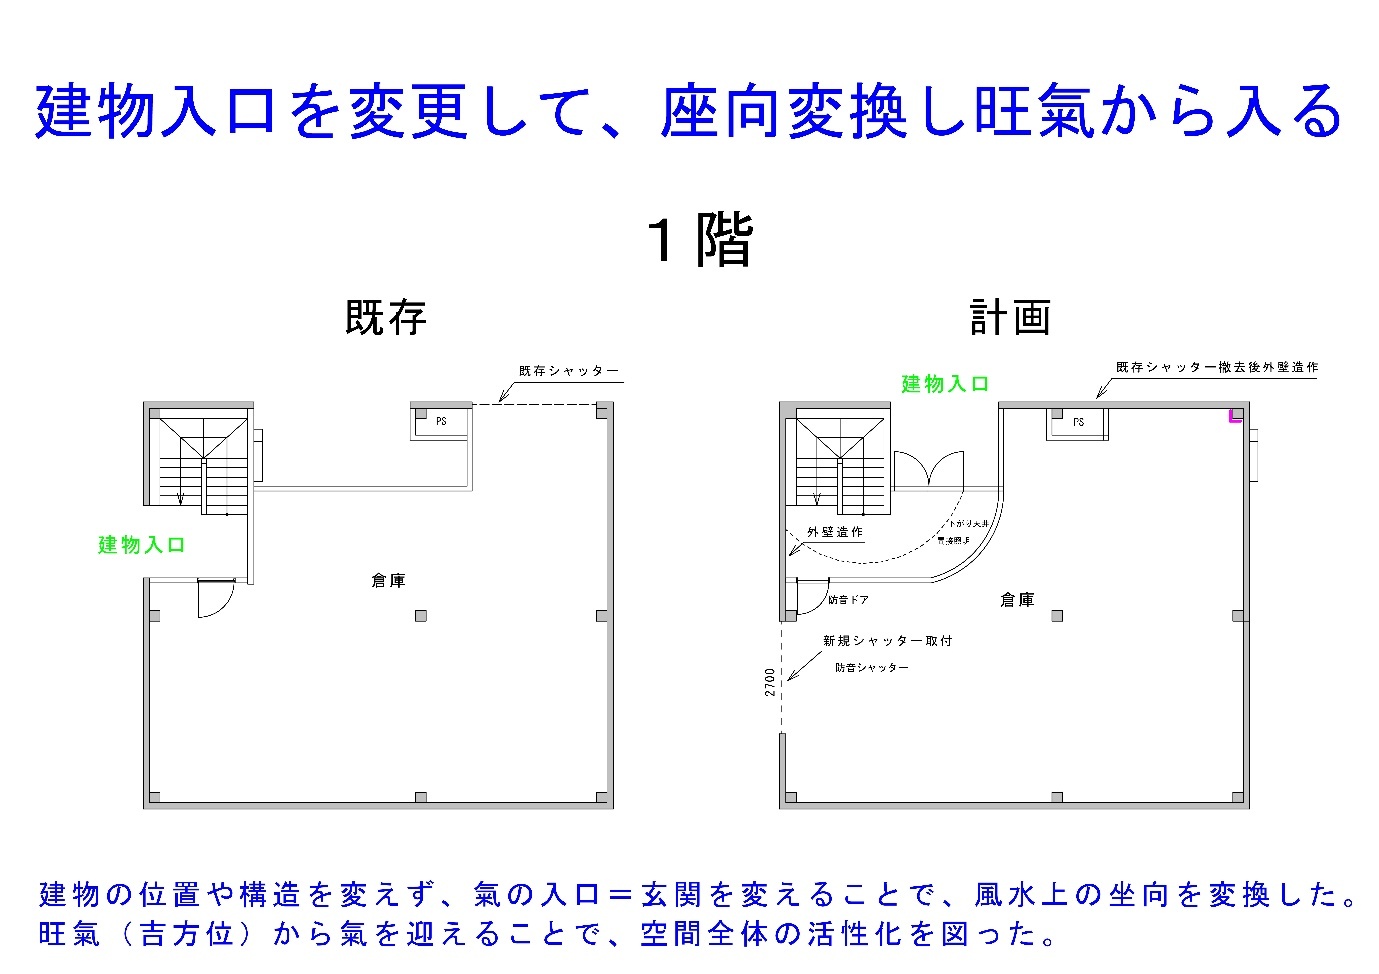 建物入口を変更して、座向変換し旺氣から入る
１階
既存
計画
既存シャッター
既存シャッター撤去後外壁造作
建物入口
PS
PS
建物入口
外壁造作
下がり天井
間接照明
倉庫
倉庫
防音ドア
新規シャッター取付
防音シャッター
2700
建物の位置や構造を変えず、氣の入口＝玄関を変えることで、風水上の坐向を変換した。
旺氣（吉方位）から氣を迎えることで、空間全体の活性化を図った。